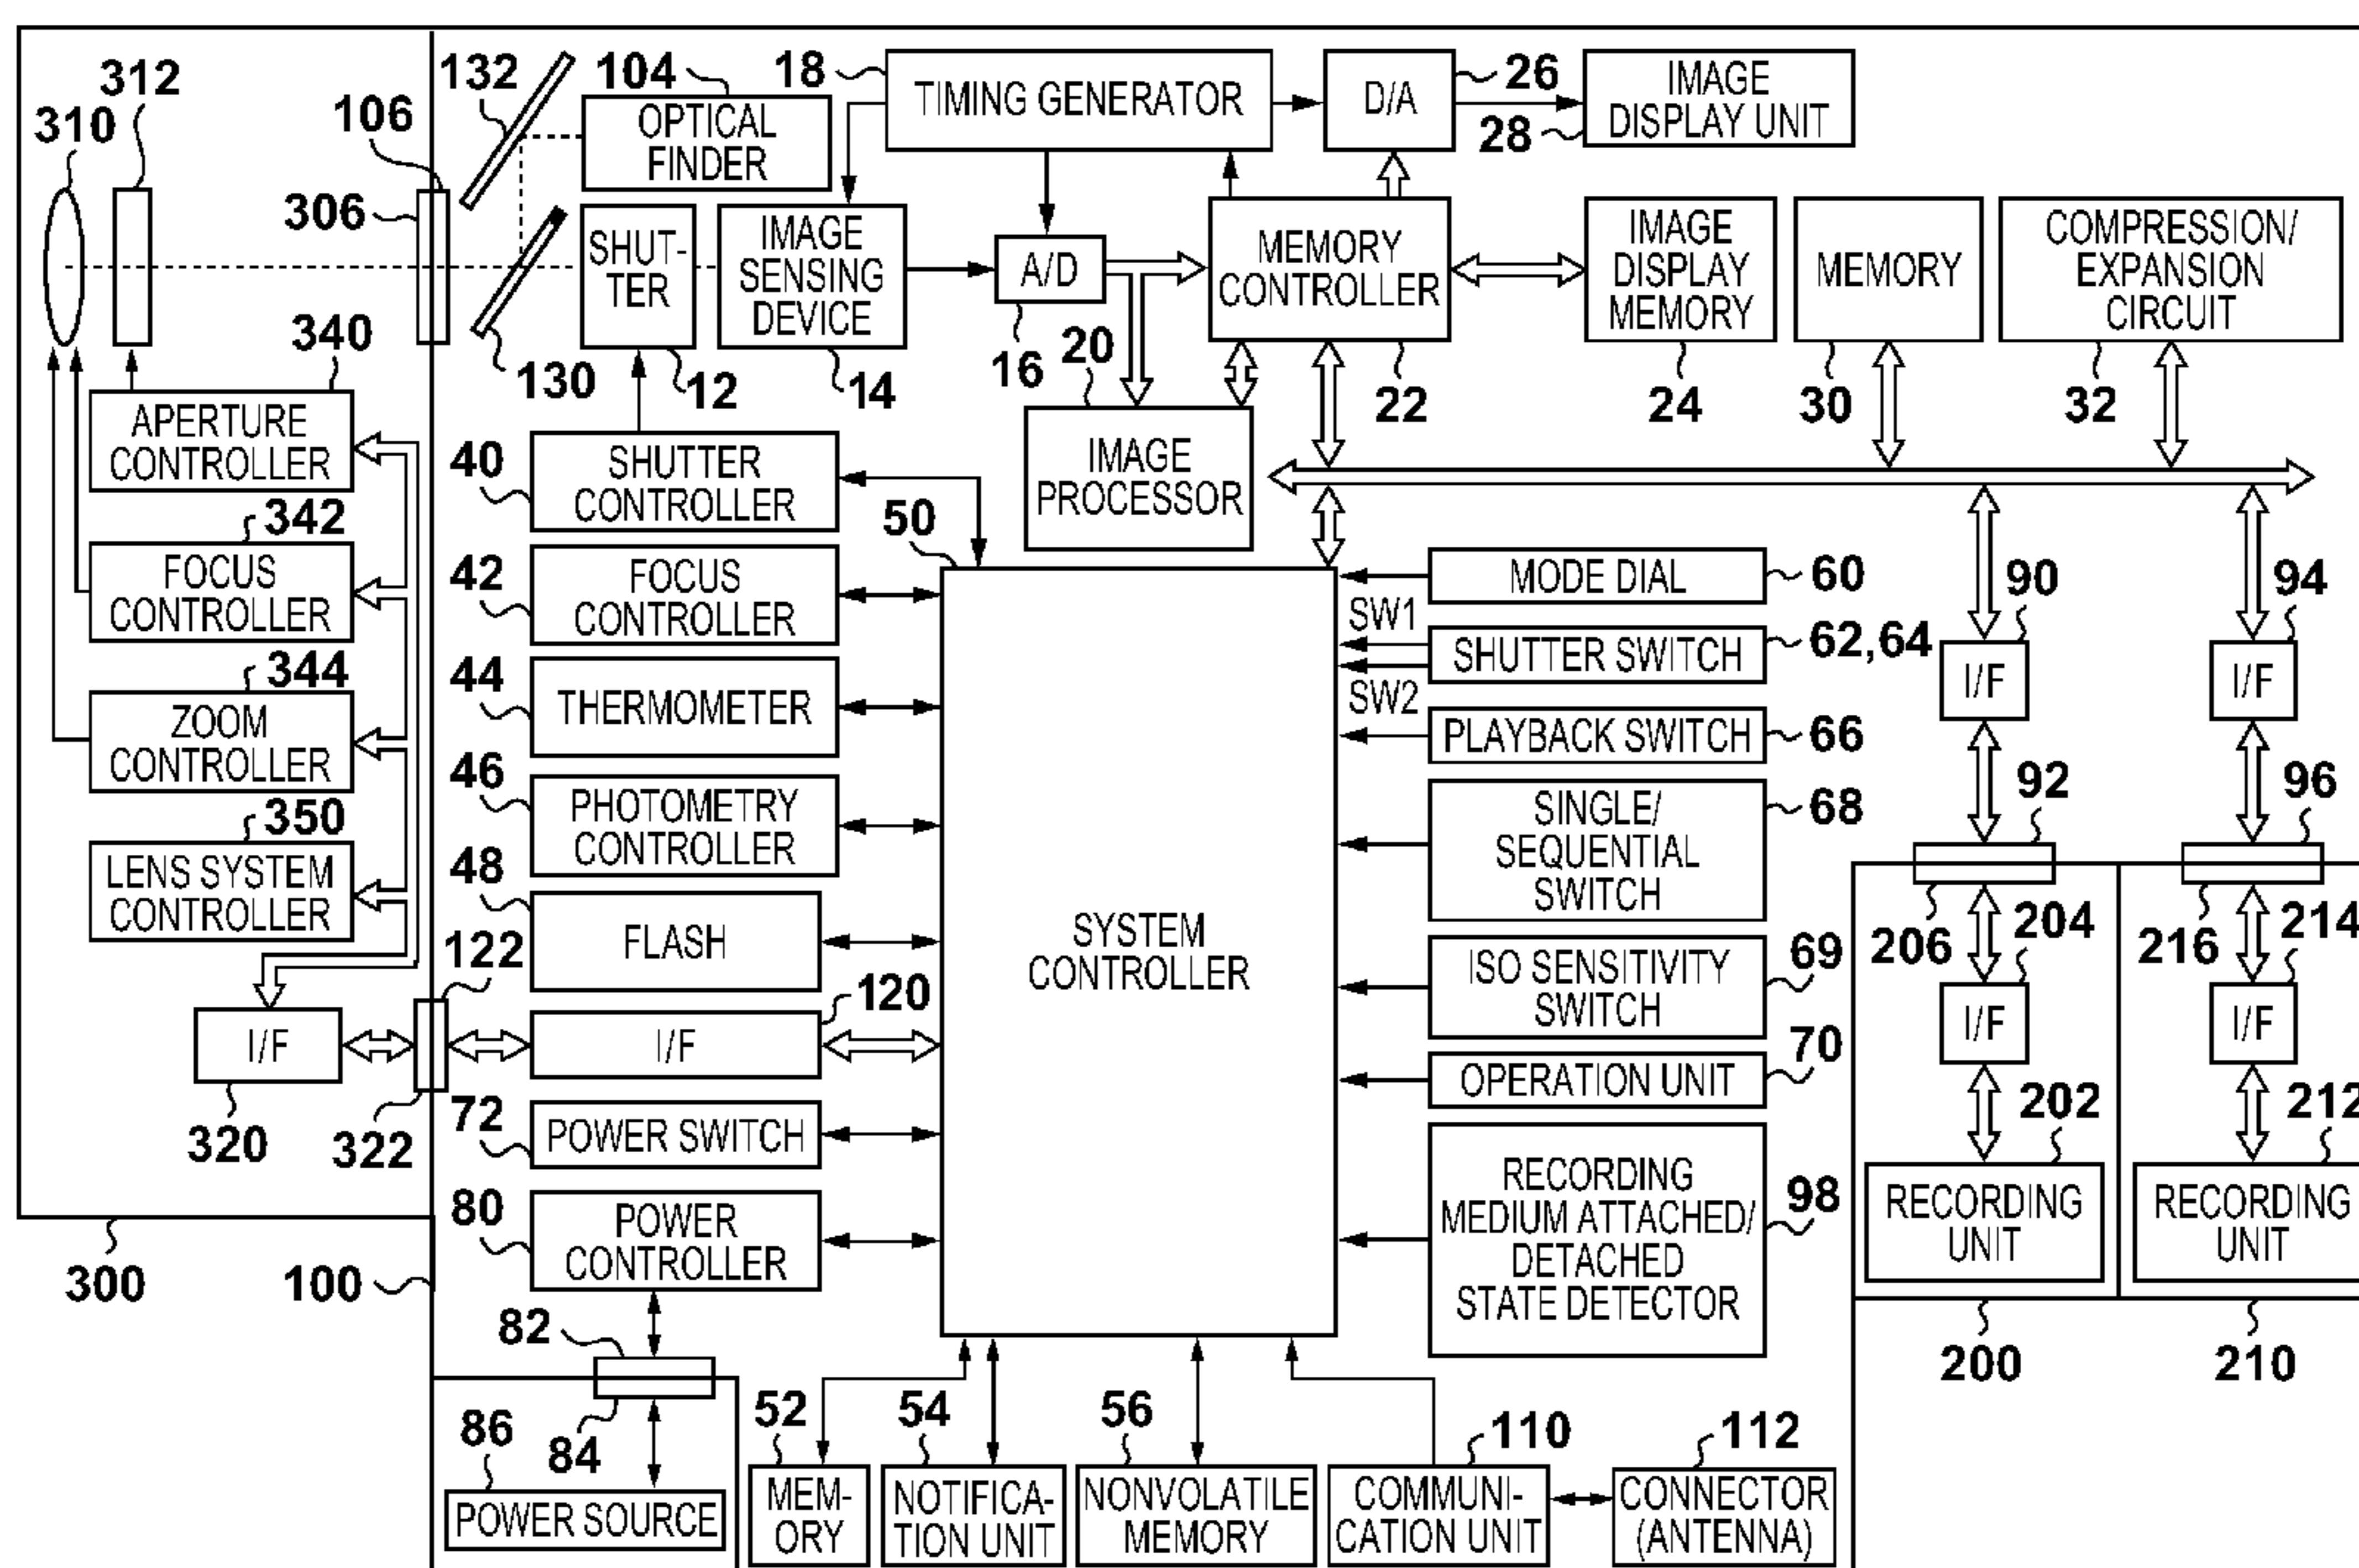 312
310
132
106
306
104
OPTICAL
FINDER
18
TIMING GENERATOR
D/A
26
28
IMAGE
DISPLAY UNIT
130
SHUT-
TER
12
IMAGE
SENSING
DEVICE
14
A/D
16
20
IMAGE
PROCESSOR
MEMORY
CONTROLLER
22
IMAGE
DISPLAY
MEMORY
24
MEMORY
30
COMPRESSION/
EXPANSION
CIRCUIT
32
340
APERTURE
CONTROLLER
342
FOCUS
CONTROLLER
344
ZOOM
CONTROLLER
350
LENS SYSTEM
CONTROLLER
122
I/F
320
322
300
100
40
SHUTTER
CONTROLLER
42
FOCUS
CONTROLLER
44
THERMOMETER
46
PHOTOMETRY
CONTROLLER
48
FLASH
120
I/F
72
POWER SWITCH
80
POWER
CONTROLLER
82
84
86
POWER SOURCE
50
SYSTEM
CONTROLLER
MODE DIAL
60
SW1
SHUTTER SWITCH
62,64
SW2
PLAYBACK SWITCH
66
SINGLE/
SEQUENTIAL
SWITCH
68
ISO SENSITIVITY
SWITCH
69
OPERATION UNIT
70
RECORDING
MEDIUM ATTACHED/
DETACHED
STATE DETECTOR
98
90
I/F
92
206
204
I/F
202
RECORDING
UNIT
200
94
I/F
96
216
214
I/F
212
RECORDING
UNIT
210
52
MEM-
ORY
54
NOTIFICA-
TION UNIT
56
NONVOLATILE
MEMORY
110
COMMUNI-
CATION UNIT
112
CONNECTOR
(ANTENNA)